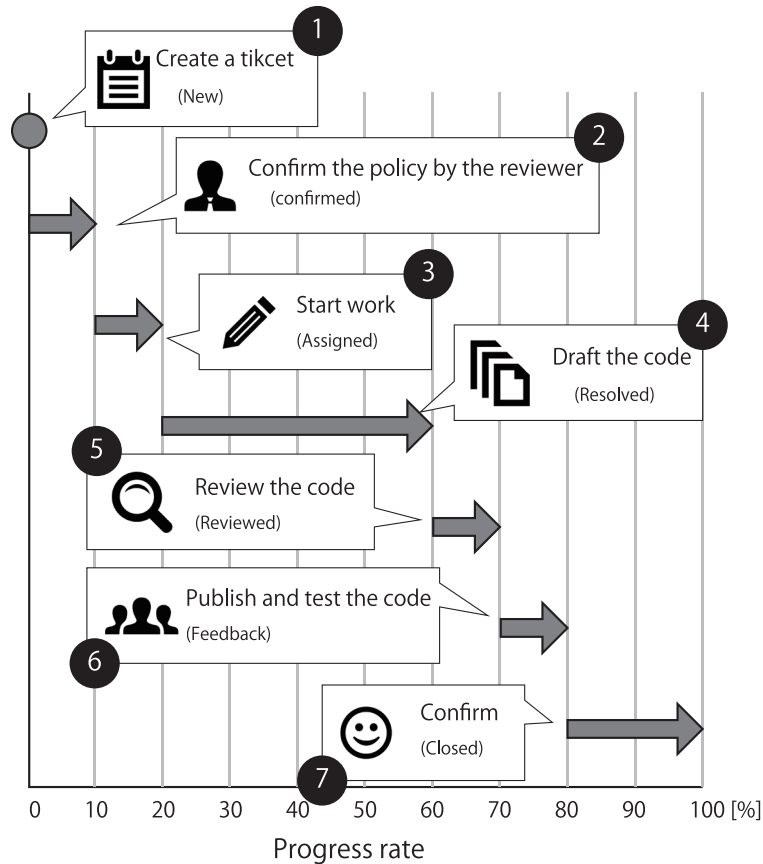 1
Create a tikcet
(New)
2
Confirm the policy by the reviewer
(confirmed)
3
Start work
(Assigned)
4
Draft the code
(Resolved)
5
Review the code
(Reviewed)
Publish and test the code
(Feedback)
6
Confirm
(Closed)
7
0 10 20 30 40 50 60 70 80 90 100 [%]
Progress rate